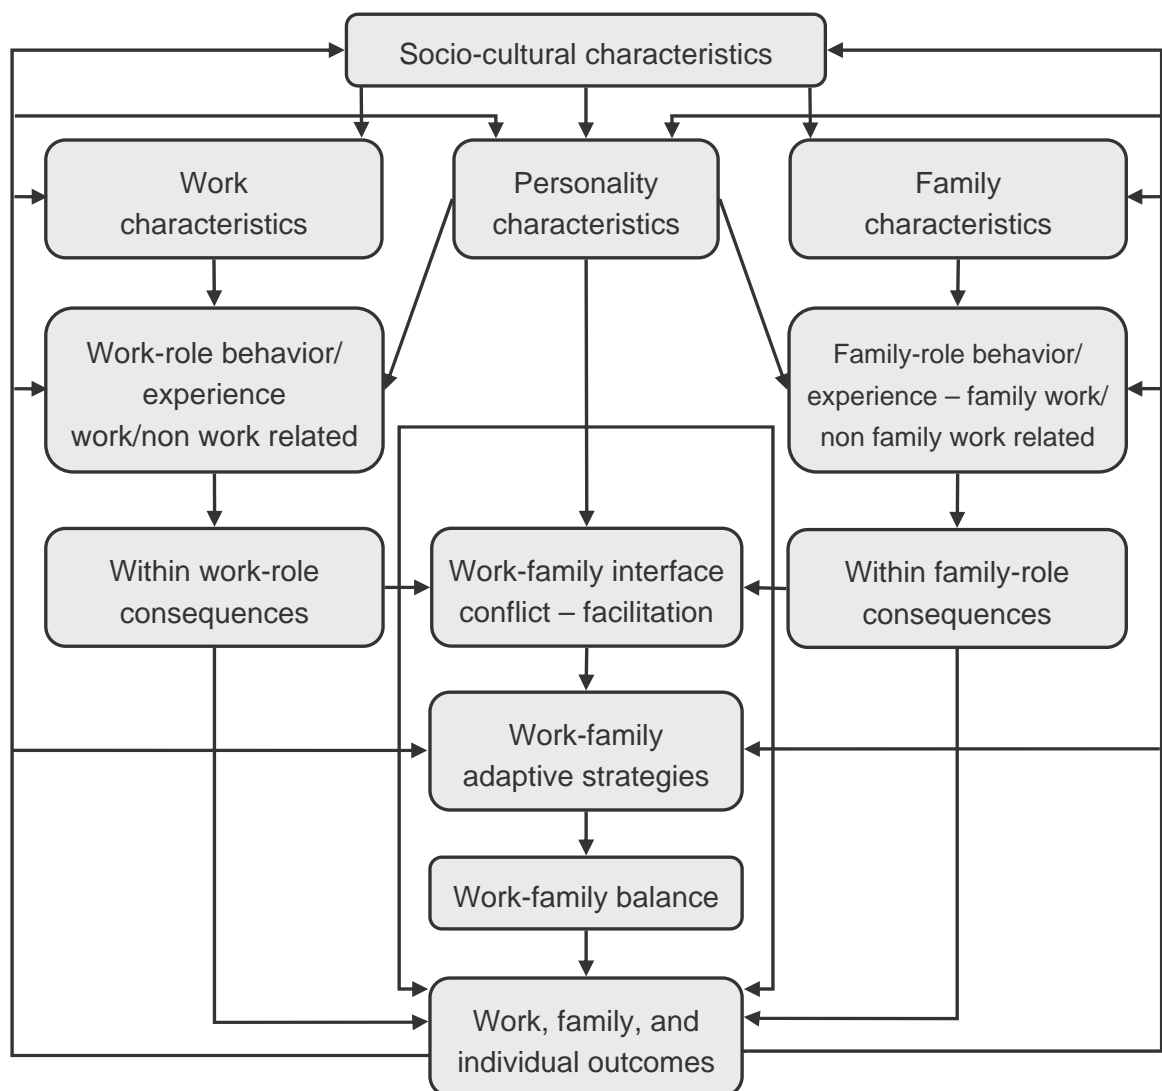 Socio-cultural characteristics
Work
characteristics
Personality
characteristics
Family
characteristics
Work-role behavior/
experience
work/non work related
Family-role behavior/
experience – family work/
non family work related
Within work-role
consequences
Work-family interface
conflict – facilitation
Within family-role
consequences
Work-family
adaptive strategies
Work-family balance
Work, family, and
individual outcomes